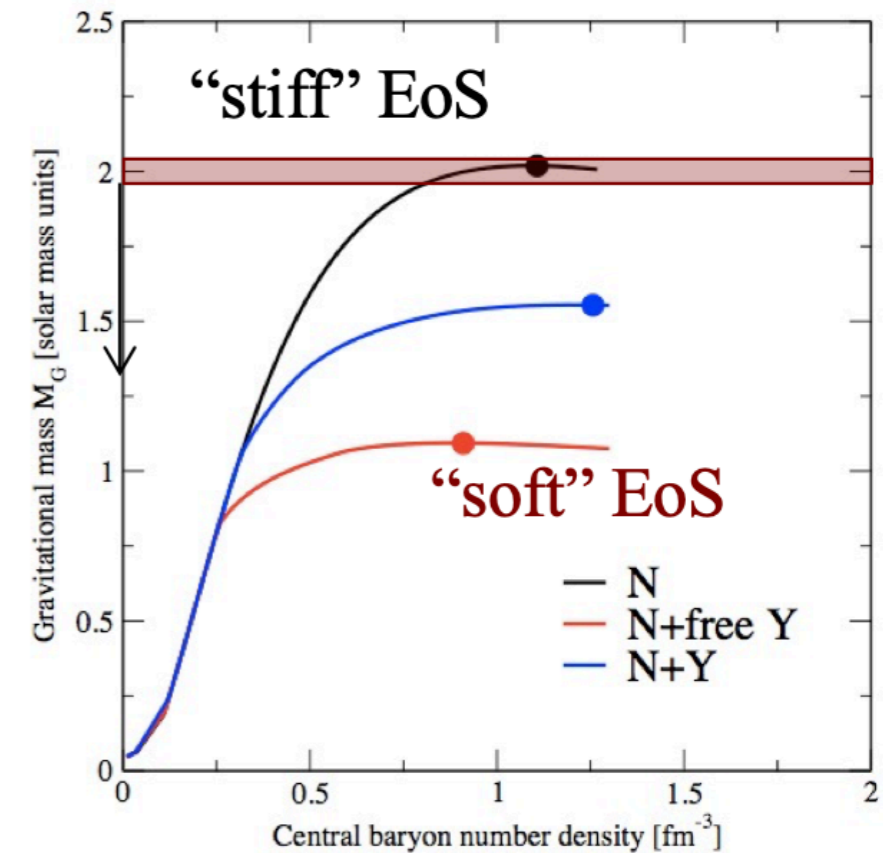 2.5
“stiff” EoS
2
1.5
1
“soft” EoS
N
N+free Y
N+Y
0.5
0
0 0.5 1 1.5 2
Central baryon number density [fm-3]
Gravitational mass MG [solar mass units]